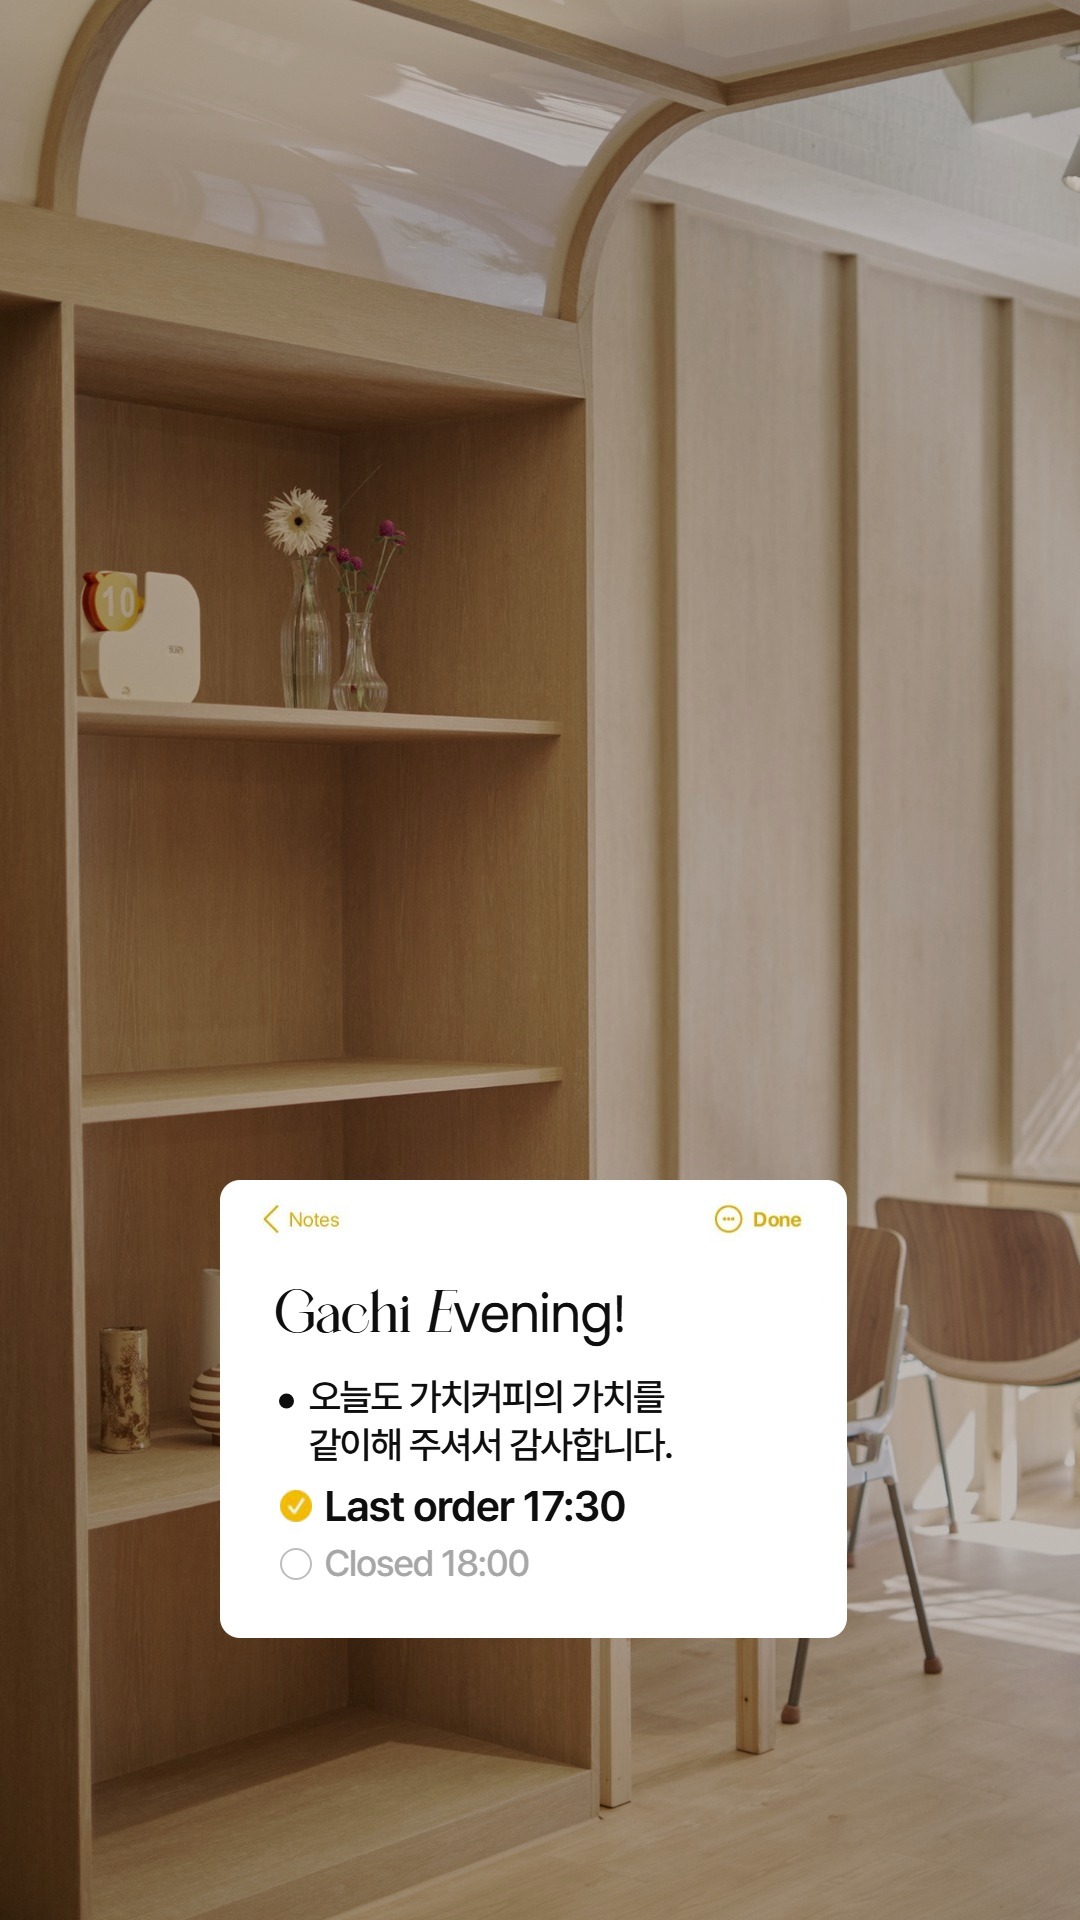 10
Notes
Done
Gachi Evening!
• 오늘도 가치커피의 가치를
같이해 주셔서 감사합니다.
Last order 17:30
Closed 18:00